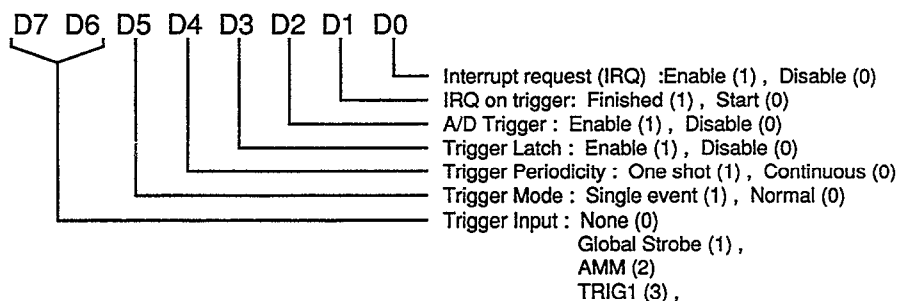 D7 D6 D5 D4 D3 D2 D1 D0
Interrupt request (IRQ) :Enable (1) , Disable (0)
IRQ on trigger: Finished (1) , Start (0)
A/D Trigger : Enable (1) , Disable (0)
Trigger Latch : Enable (1) , Disable (0)
Trigger Periodicity : One shot (1) , Continuous (0)
Trigger Mode : Single event (1) , Normal (0)
Trigger Input : None (0)
Global Strobe (1) ,
AMM (2)
TRIG1 (3) ,